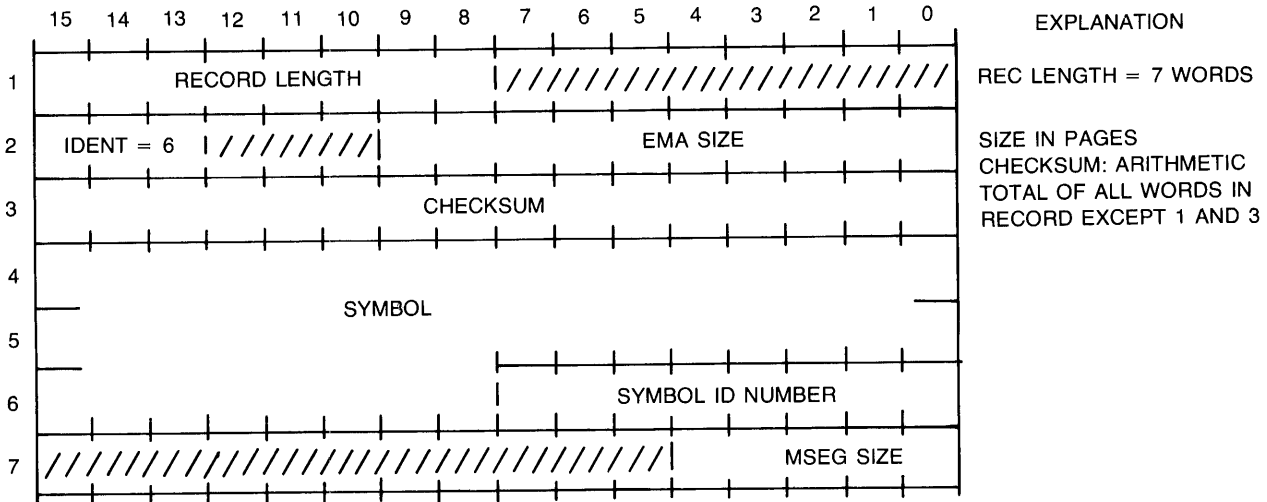 15 14 13 12 11 10 9 8 7 6 5 4 3 2 1 0 EXPLANATION
1 RECORD LENGTH REC LENGTH = 7 WORDS
2 IDENT = 6 EMA SIZE SIZE IN PAGES
CHECKSUM: ARITHMETIC
3 CHECKSUM TOTAL OF ALL WORDS IN
RECORD EXCEPT 1 AND 3
4
SYMBOL
5
6 SYMBOL ID NUMBER
7 MSEG SIZE